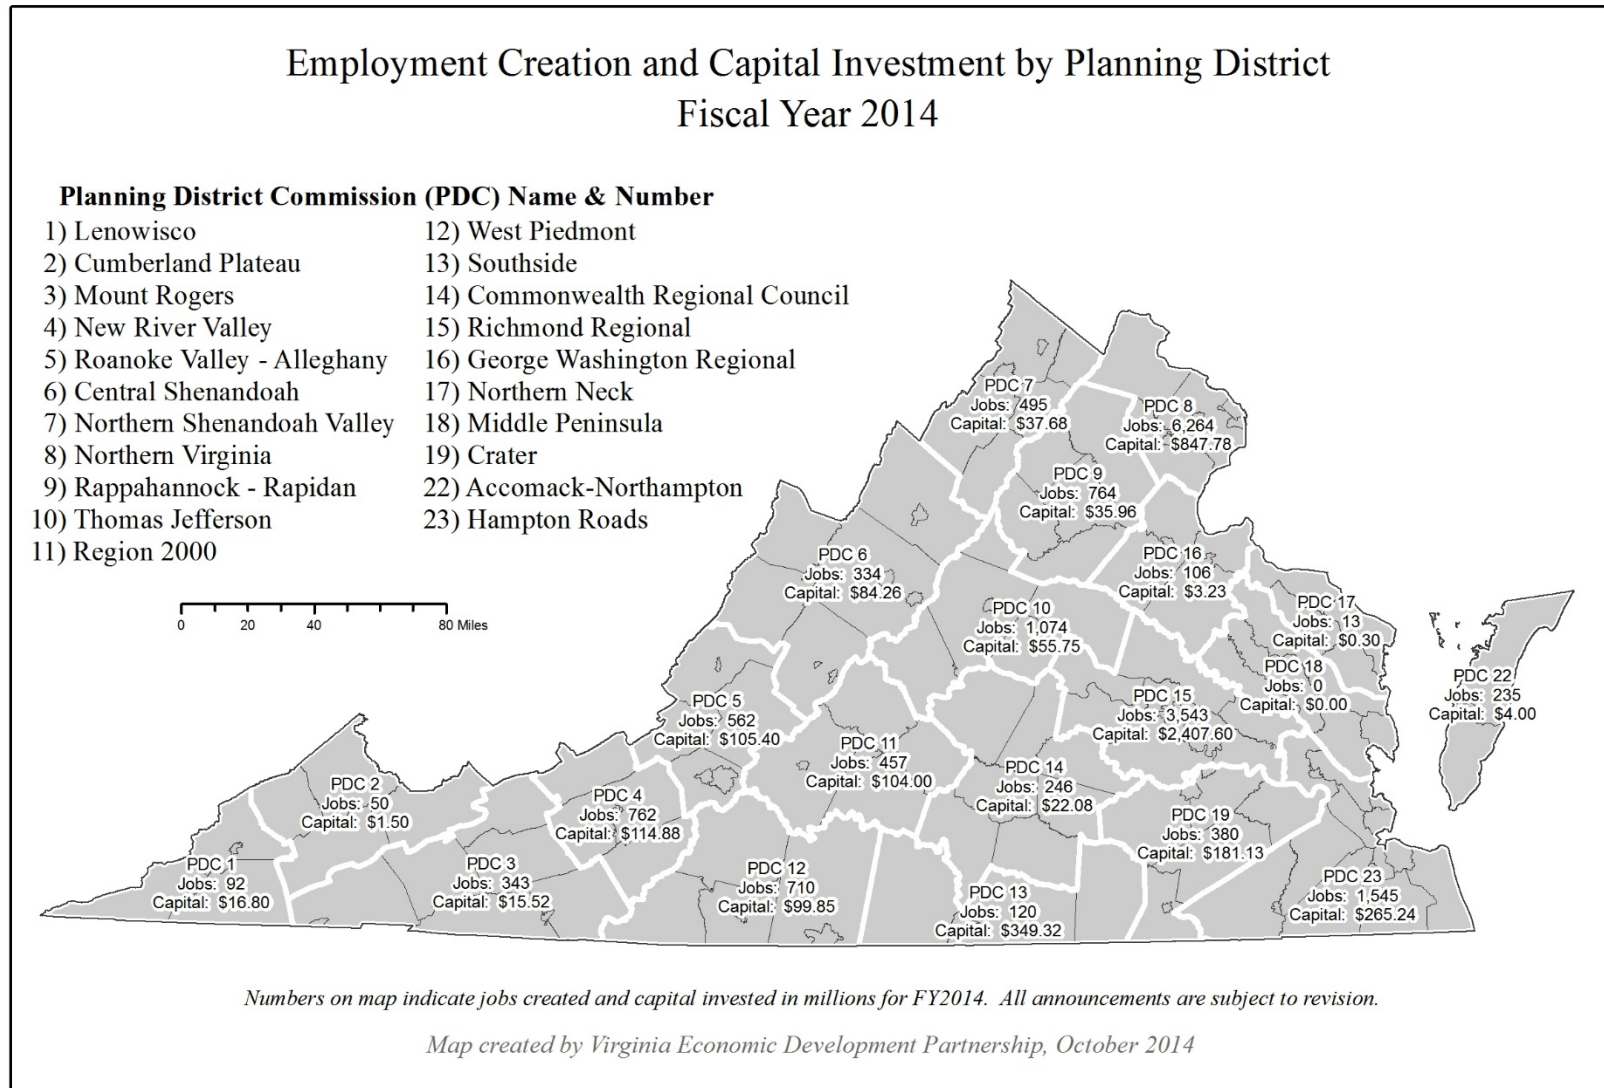 Employment Creation and Capital Investment by Planning District
Fiscal Year 2014
Planning District Commission (PDC) Name & Number
1) Lenowisco
2) Cumberland Plateau
3) Mount Rogers
4) New River Valley
5) Roanoke Valley - Alleghany
6) Central Shenandoah
7) Northern Shenandoah Valley
8) Northern Virginia
9) Rappahannock - Rapidan
10) Thomas Jefferson
11) Region 2000
12) West Piedmont
13) Southside
14) Commonwealth Regional Council
15) Richmond Regional
16) George Washington Regional
17) Northern Neck
18) Middle Peninsula
19) Crater
22) Accomack-Northampton
23) Hampton Roads
0 20 40 80 Miles
PDC 7
Jobs: 495
Capital: $37.68
PDC 8
Jobs: 6,264
Capital: $847.78
PDC 9
Jobs: 764
Capital: $35.96
PDC 6
Jobs: 334
Capital: $84.26
PDC 16
Jobs: 106
Capital: $3.23
PDC 10
Jobs: 1,074
Capital: $55.75
PDC 17
Jobs: 13
Capital: $0.30
PDC 18
Jobs: 0
Capital: $0.00
PDC 22
Jobs: 235
Capital: $4.00
PDC 5
Jobs: 562
Capital: $105.40
PDC 15
Jobs: 3,543
Capital: $2,407.60
PDC 11
Jobs: 457
Capital: $104.00
PDC 14
Jobs: 246
Capital: $22.08
PDC 2
Jobs: 50
Capital: $1.50
PDC 4
Jobs: 762
Capital: $114.88
PDC 19
Jobs: 380
Capital: $181.13
PDC 1
Jobs: 92
Capital: $16.80
PDC 3
Jobs: 343
Capital: $15.52
PDC 12
Jobs: 710
Capital: $99.85
PDC 13
Jobs: 120
Capital: $349.32
PDC 23
Jobs: 1,545
Capital: $265.24
Numbers on map indicate jobs created and capital invested in millions for FY2014. All announcements are subject to revision.
Map created by Virginia Economic Development Partnership, October 2014